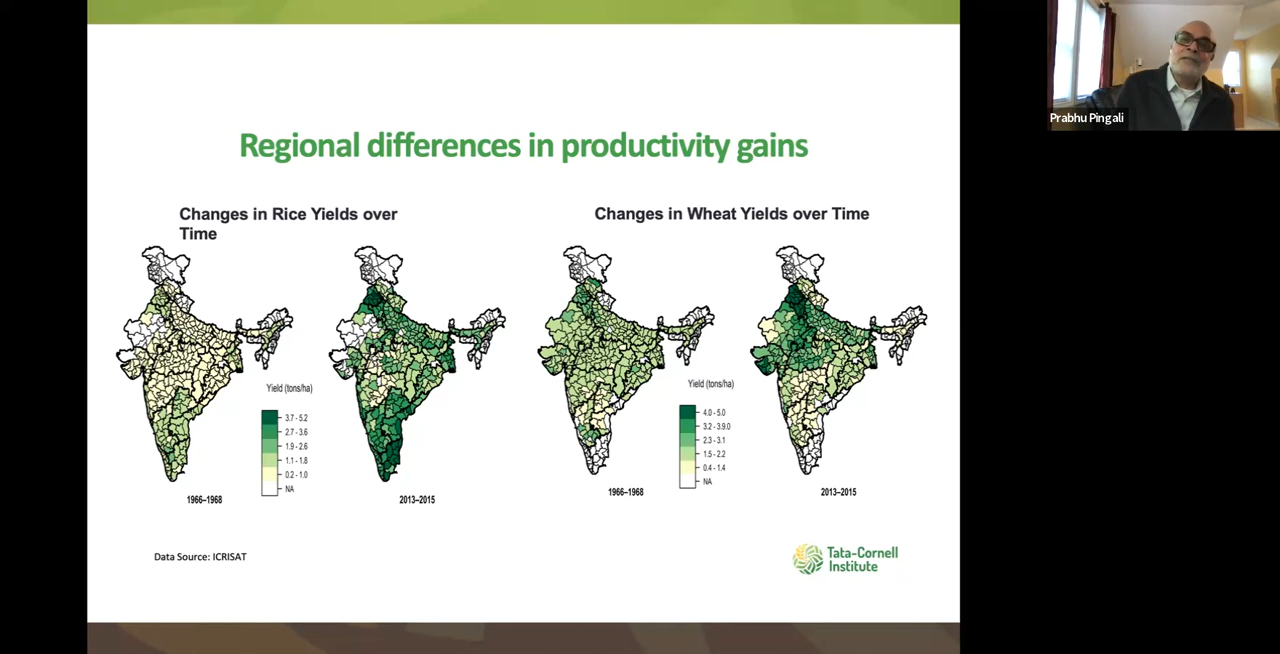 Prabhu Pingali
Regional differences in productivity gains
Changes in Rice Yields over
Time
Changes in Wheat Yields over Time
Yield (tons/ha)
3.7 - 5.2
2.7 - 3.6
1.9 - 2.6
1.1 - 1.8
0.2 - 1.0
NA
1966–1968
2013–2015
Yield (tons/ha)
4.0 - 5.0
3.2 - 3.9.0
2.3 - 3.1
1.5 - 2.2
0.4 - 1.4
NA
1966–1968
2013–2015
Data Source: ICRISAT
Tata-Cornell
Institute